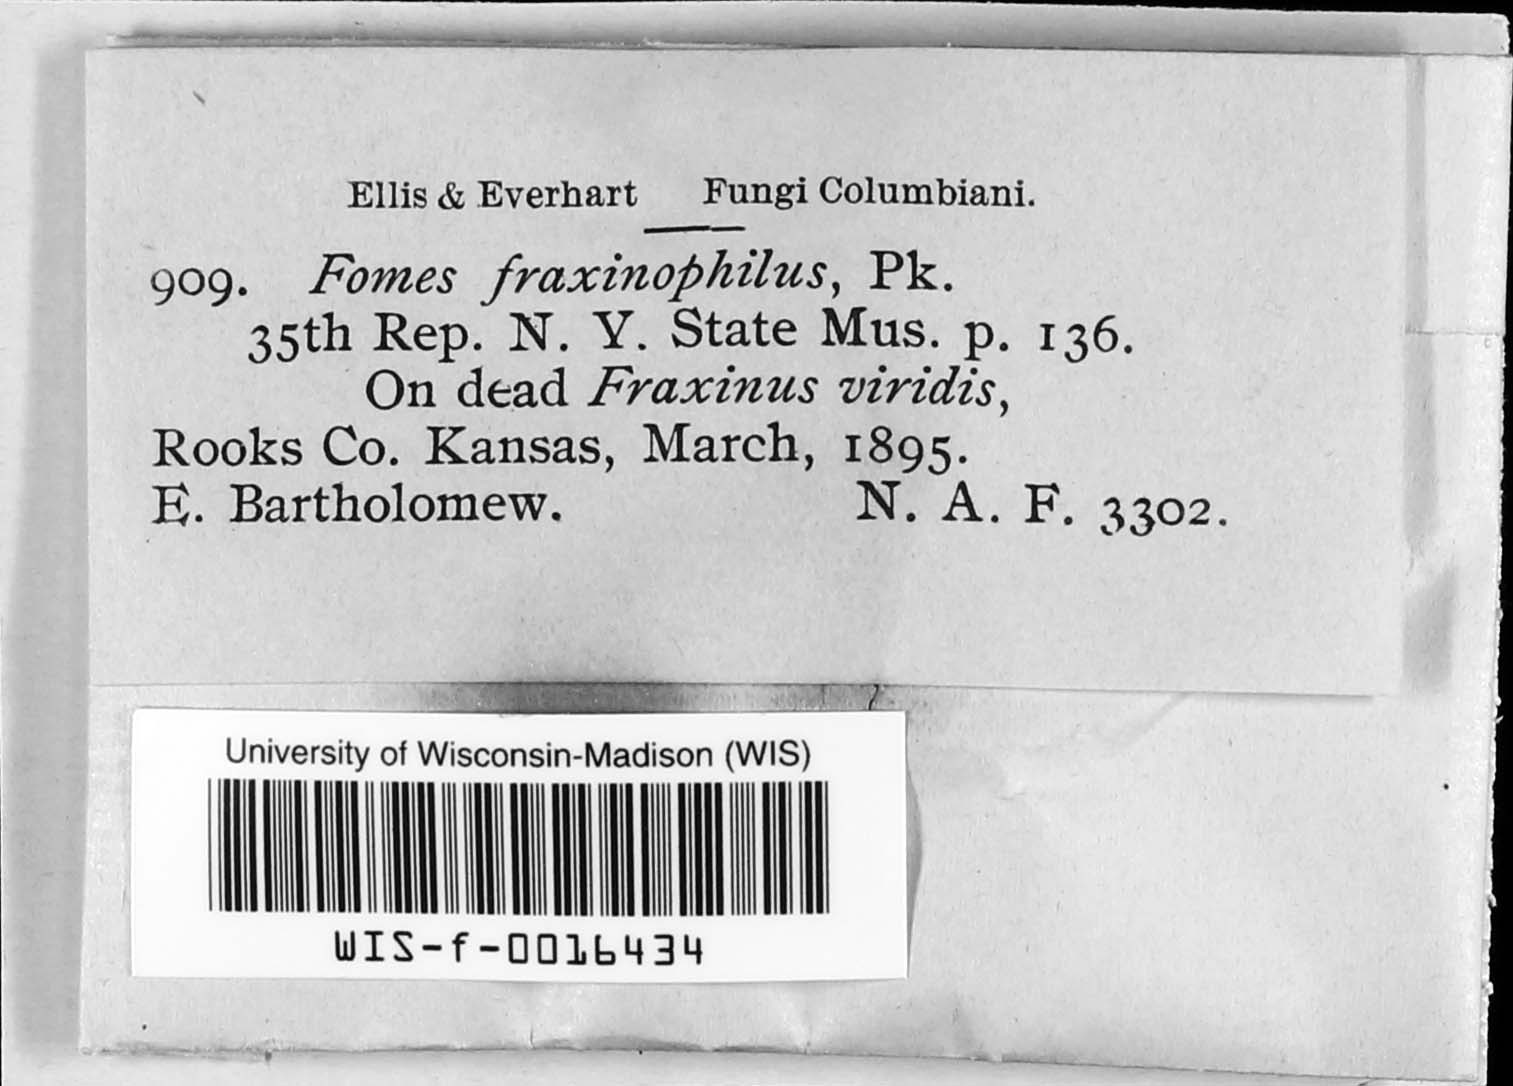 Ellis & Everhart Fungi Columbiani.
909. Fomes fraxinophilus, Pk.
35th Rep. N. Y. State Mus. p. 136.
On dead Fraxinus viridis,
Rooks Co. Kansas, March, 1895.
E. Bartholomew. N. A. F. 3302.
University of Wisconsin-Madison (WIS)
WIS-f-0016434